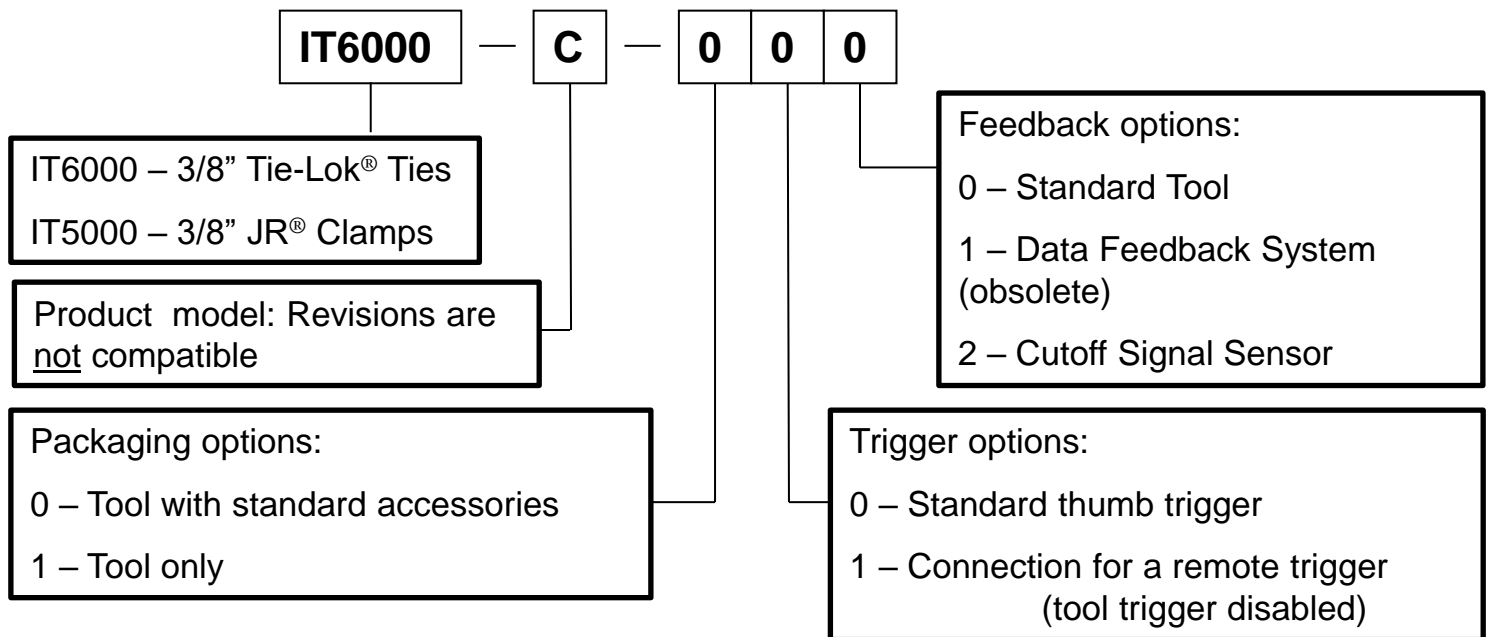 IT6000 — C — 0 0 0
IT6000 – 3/8” Tie-Lok® Ties
IT5000 – 3/8” JR® Clamps
Product model: Revisions are
not compatible
Packaging options:
0 – Tool with standard accessories
1 – Tool only
Feedback options:
0 – Standard Tool
1 – Data Feedback System
(obsolete)
2 – Cutoff Signal Sensor
Trigger options:
0 – Standard thumb trigger
1 – Connection for a remote trigger
(tool trigger disabled)